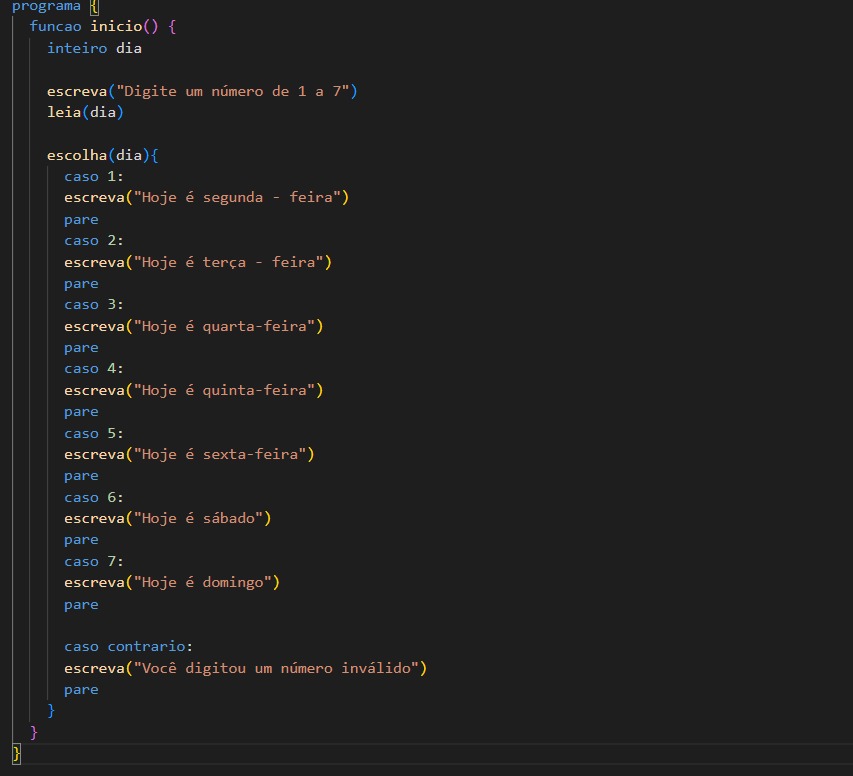 programa {
funcao inicio() {
inteiro dia
escreva("Digite um número de 1 a 7")
leia(dia)
escolha(dia){
caso 1:
escreva("Hoje é segunda - feira")
pare
caso 2:
escreva("Hoje é terça - feira")
pare
caso 3:
escreva("Hoje é quarta-feira")
pare
caso 4:
escreva("Hoje é quinta-feira")
pare
caso 5:
escreva("Hoje é sexta-feira")
pare
caso 6:
escreva("Hoje é sábado")
pare
caso 7:
escreva("Hoje é domingo")
pare
caso contrario:
escreva("Você digitou um número inválido")
pare
}
}
}